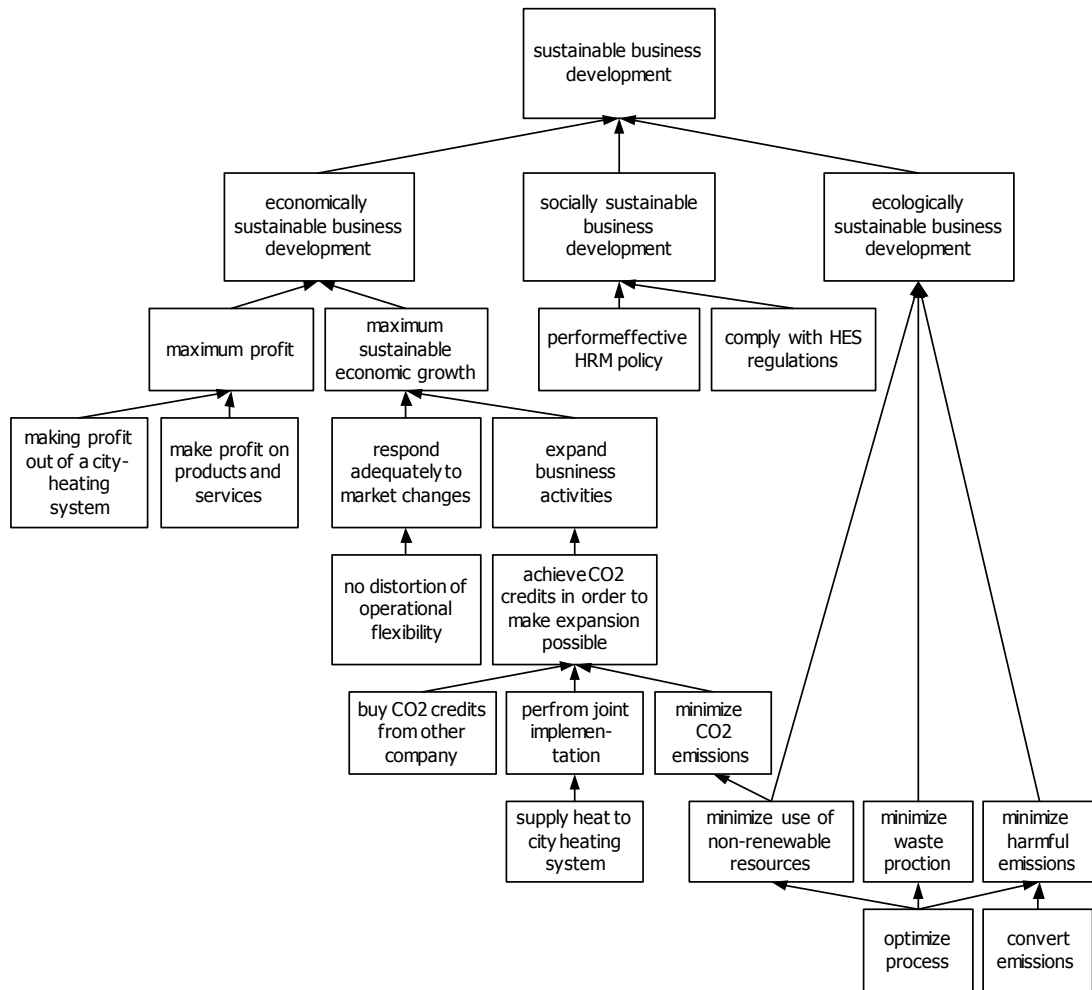 sustainable business
development
economically
sustainable business
development
socially sustainable
business
development
ecologically
sustainable business
development
maximum profit
maximum
sustainable
economic growth
performeffective
HRM policy
comply with HES
regulations
making profit
out of a city-
heating
system
make profit on
products and
services
respond
adequately to
market changes
expand
busniness
activities
no distortion of
operational
flexibility
achieve CO2
credits in order to
make expansion
possible
buy CO2 credits
from other
company
perfrom joint
implemen-
tation
minimize
CO2
emissions
supply heat to
city heating
system
minimize use of
non-renewable
resources
minimize
waste
proction
minimize
harmful
emissions
optimize
process
convert
emissions